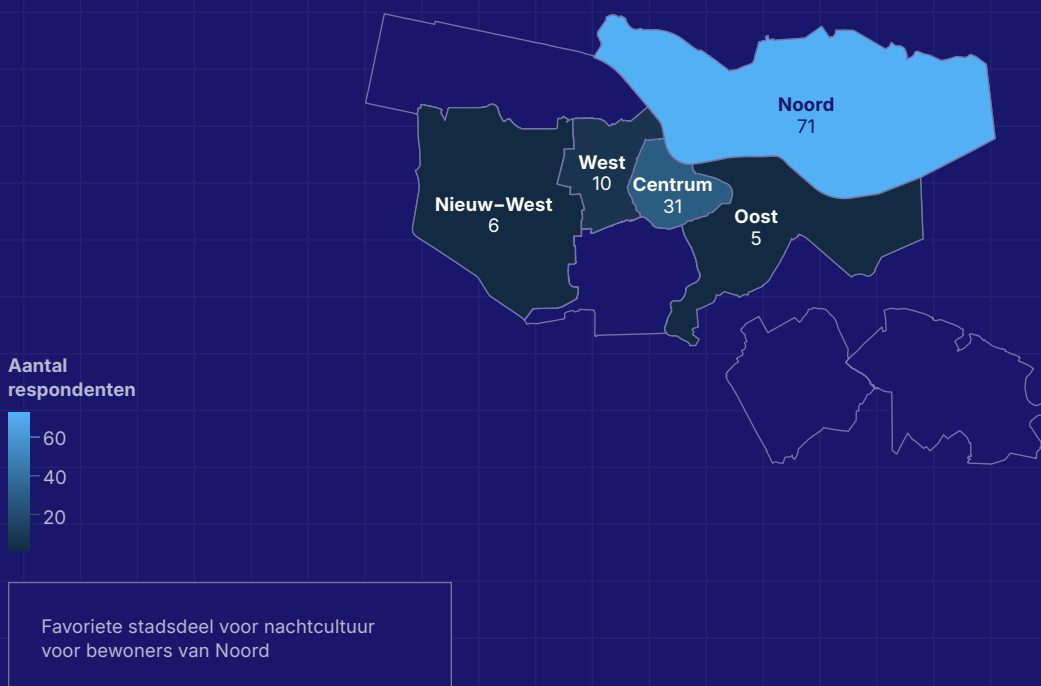 Noord
71
West
10
Centrum
31
Nieuw-West
6
Oost
5
Aantal
respondenten
60
40
20
Favoriete stadsdeel voor nachtcultuur
voor bewoners van Noord